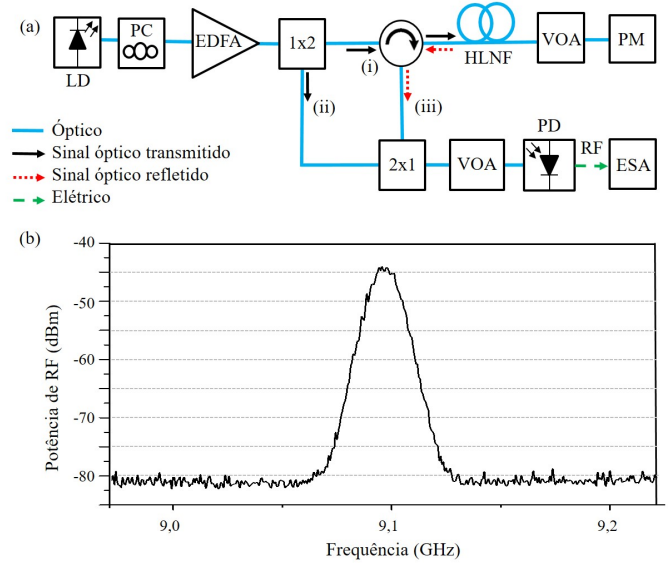 (a)
LD
PC
EDFA
1x2
(i)
HLNF
VOA
PM
(ii)
(iii)
Óptico
Sinal óptico transmitido
Sinal óptico refletido
Elétrico
2x1
VOA
PD
RF
ESA
(b)
Potência de RF (dBm)
-40
-50
-60
-70
-80
9,0
9,1
9,2
Frequência (GHz)